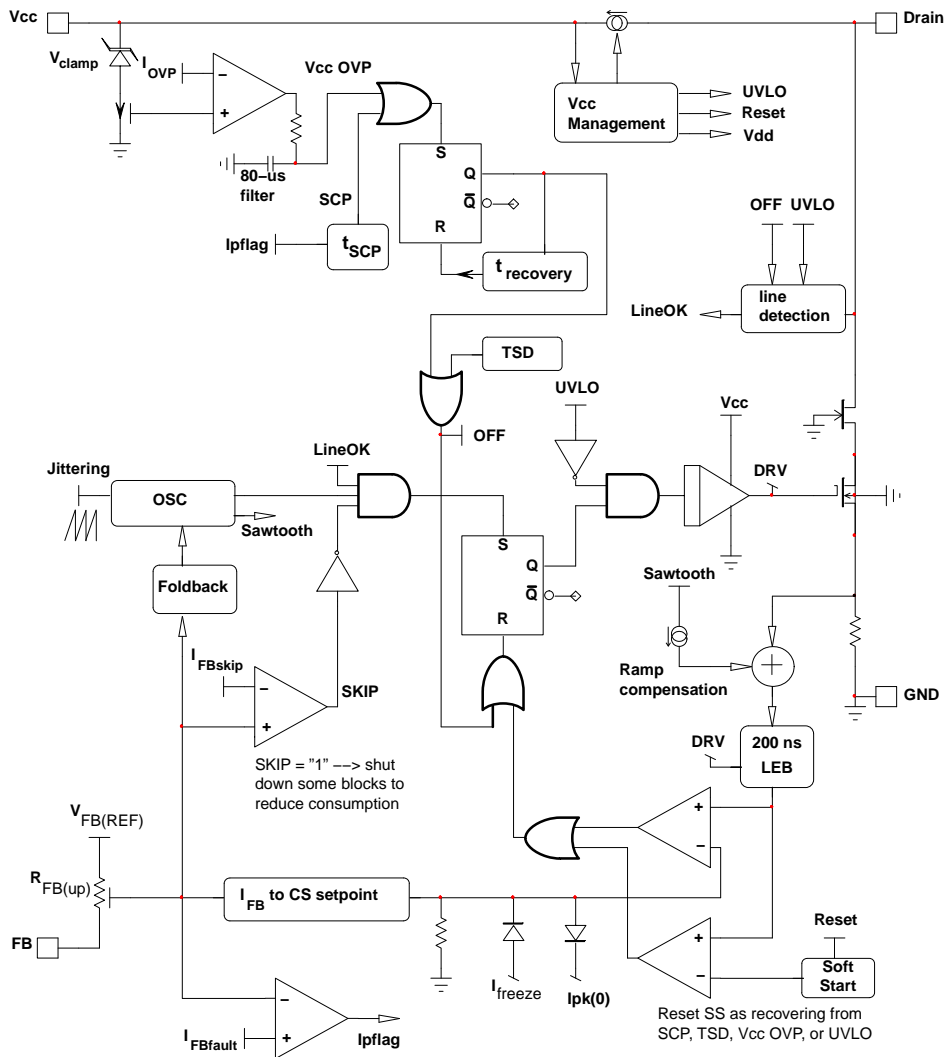 Vcc
Drain
Vclamp
IOVP
Vcc OVP
−
+
UVLO
Reset
Vdd
Vcc
Management
80−us
filter
SCP
S
Q
Q
R
Ipflag
tSCP
t recovery
OFF UVLO
LineOK
line
detection
TSD
UVLO
Vcc
OFF
LineOK
DRV
Jittering
OSC
Sawtooth
S
Q
Q
R
Foldback
Sawtooth
Ramp
compensation
+
IFBskip
−
+
SKIP
GND
SKIP = ”1” −−> shut
down some blocks to
reduce consumption
DRV
200 ns
LEB
VFB(REF)
+
−
RFB(up)
IFB to CS setpoint
FB
Reset
+
−
Soft
Start
Ifreeze
Ipk(0)
Reset SS as recovering from
SCP, TSD, Vcc OVP, or UVLO
−
+
IFBfault
Ipflag